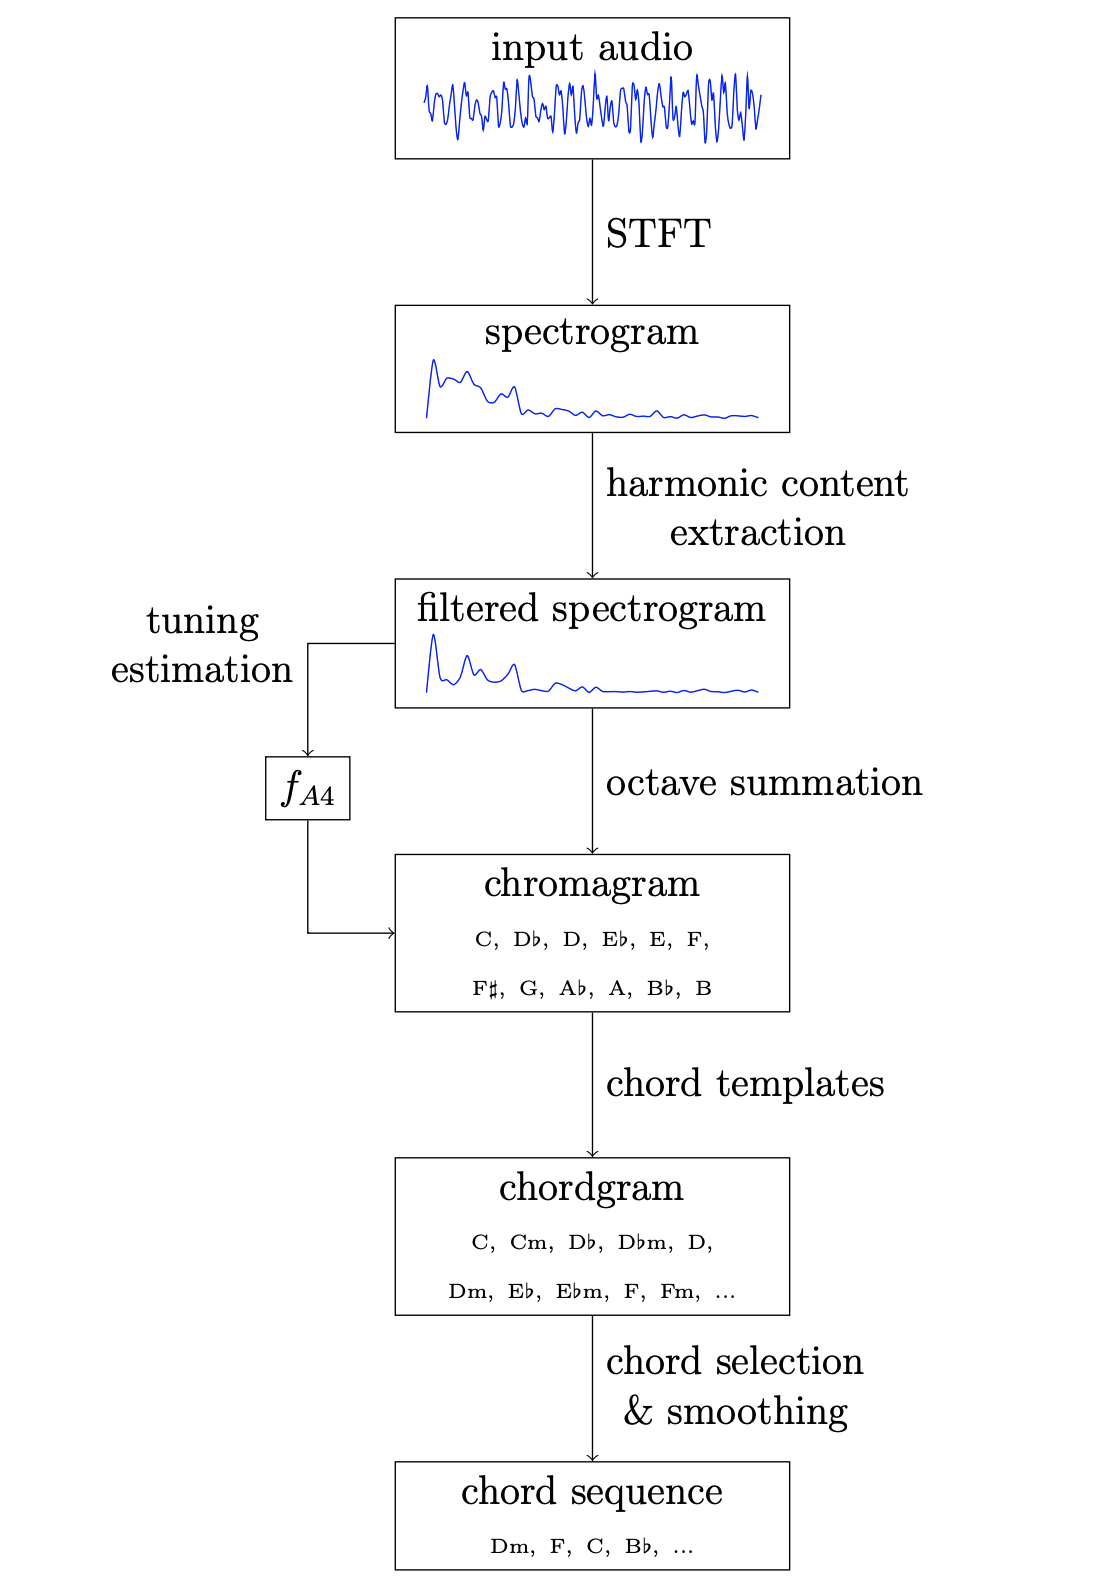 input audio
STFT
spectrogram
harmonic content
extraction
filtered spectrogram
tuning
estimation
f_{A4}
octave summation
chromagram
C, D♭, D, E♭, E, F,
F♯, G, A♭, A, B♭, B
chord templates
chordgram
C, Cm, D♭, D♭m, D,
Dm, E♭, E♭m, F, Fm, ...
chord selection
& smoothing
chord sequence
Dm, F, C, B♭, ...